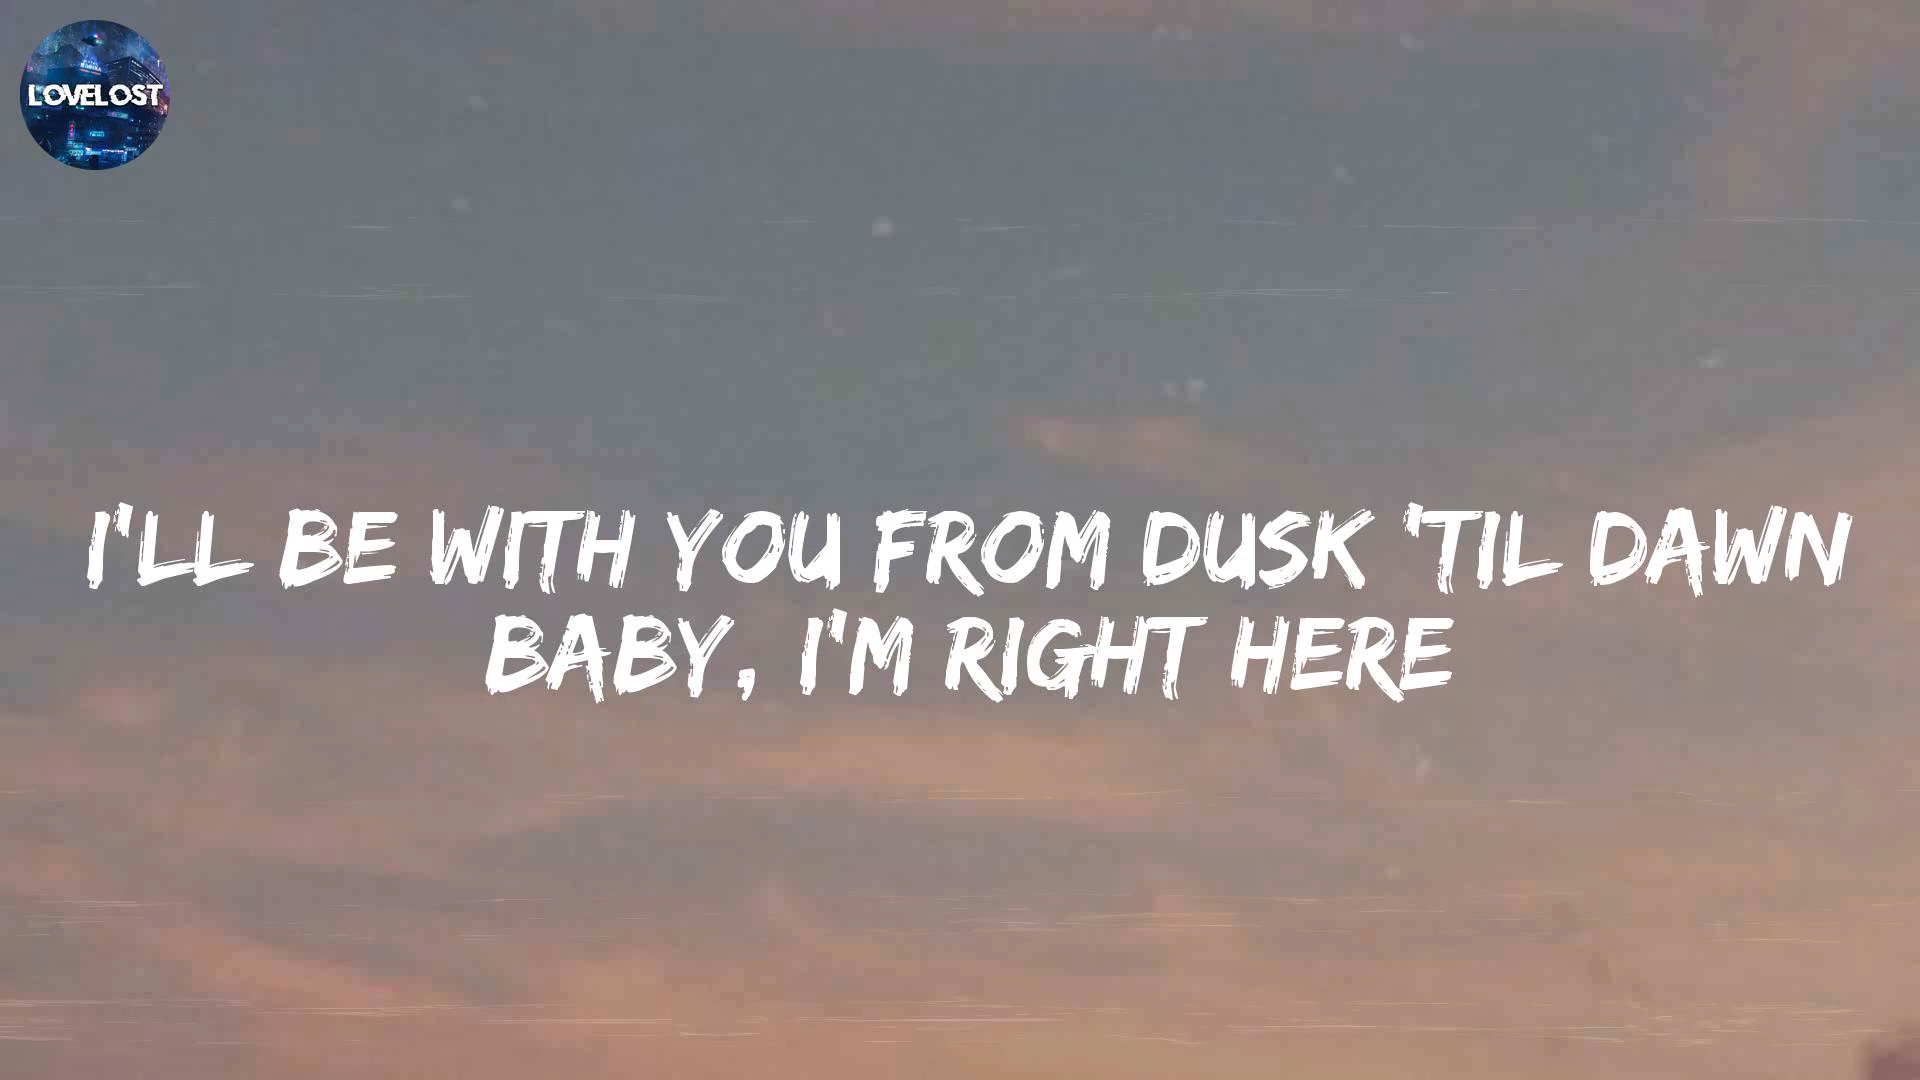 LOVELOST
I'LL BE WITH YOU FROM DUSK 'TIL DAWN
BABY, I'M RIGHT HERE